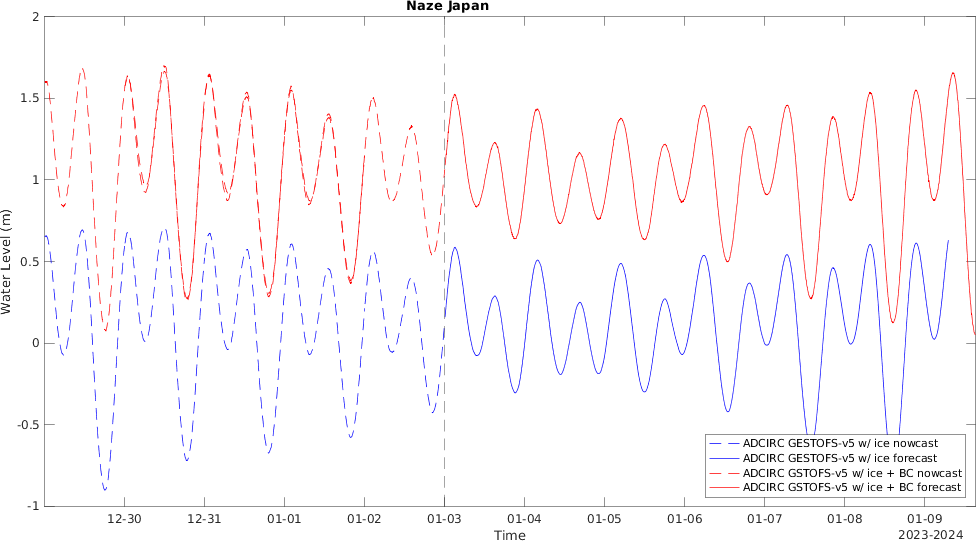 Naze Japan
2
1.5
1
0.5
0
-0.5
-1
Water Level (m)
12-30 12-31 01-01 01-02 01-03 01-04 01-05 01-06 01-07 01-08 01-09
Time
2023-2024
ADCIRC GESTOFS-v5 w/ ice nowcast
ADCIRC GESTOFS-v5 w/ ice forecast
ADCIRC GSTOFS-v5 w/ ice + BC nowcast
ADCIRC GSTOFS-v5 w/ ice + BC forecast